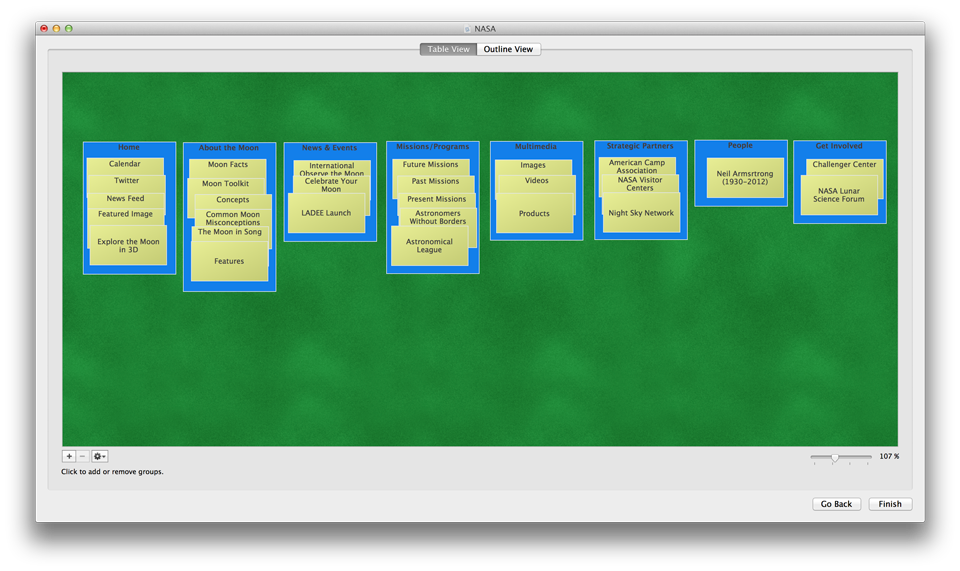 NASA
Table View
Outline View
Home
Calendar
Twitter
News Feed
Featured Image
Explore the Moon
in 3D
About the Moon
Moon Facts
Moon Toolkit
Concepts
Common Moon
Misconceptions
The Moon in Song
Features
News & Events
International
Observe the Moon
Celebrate Your
Moon
LADEE Launch
Missions/Programs
Future Missions
Past Missions
Present Missions
Astronomers
Without Borders
Astronomical
League
Multimedia
Images
Videos
Products
Strategic Partners
American Camp
Association
NASA Visitor
Centers
Night Sky Network
People
Neil Armsrtrong
(1930-2012)
Get Involved
Challenger Center
NASA Lunar
Science Forum
107 %
Click to add or remove groups.
Go Back
Finish